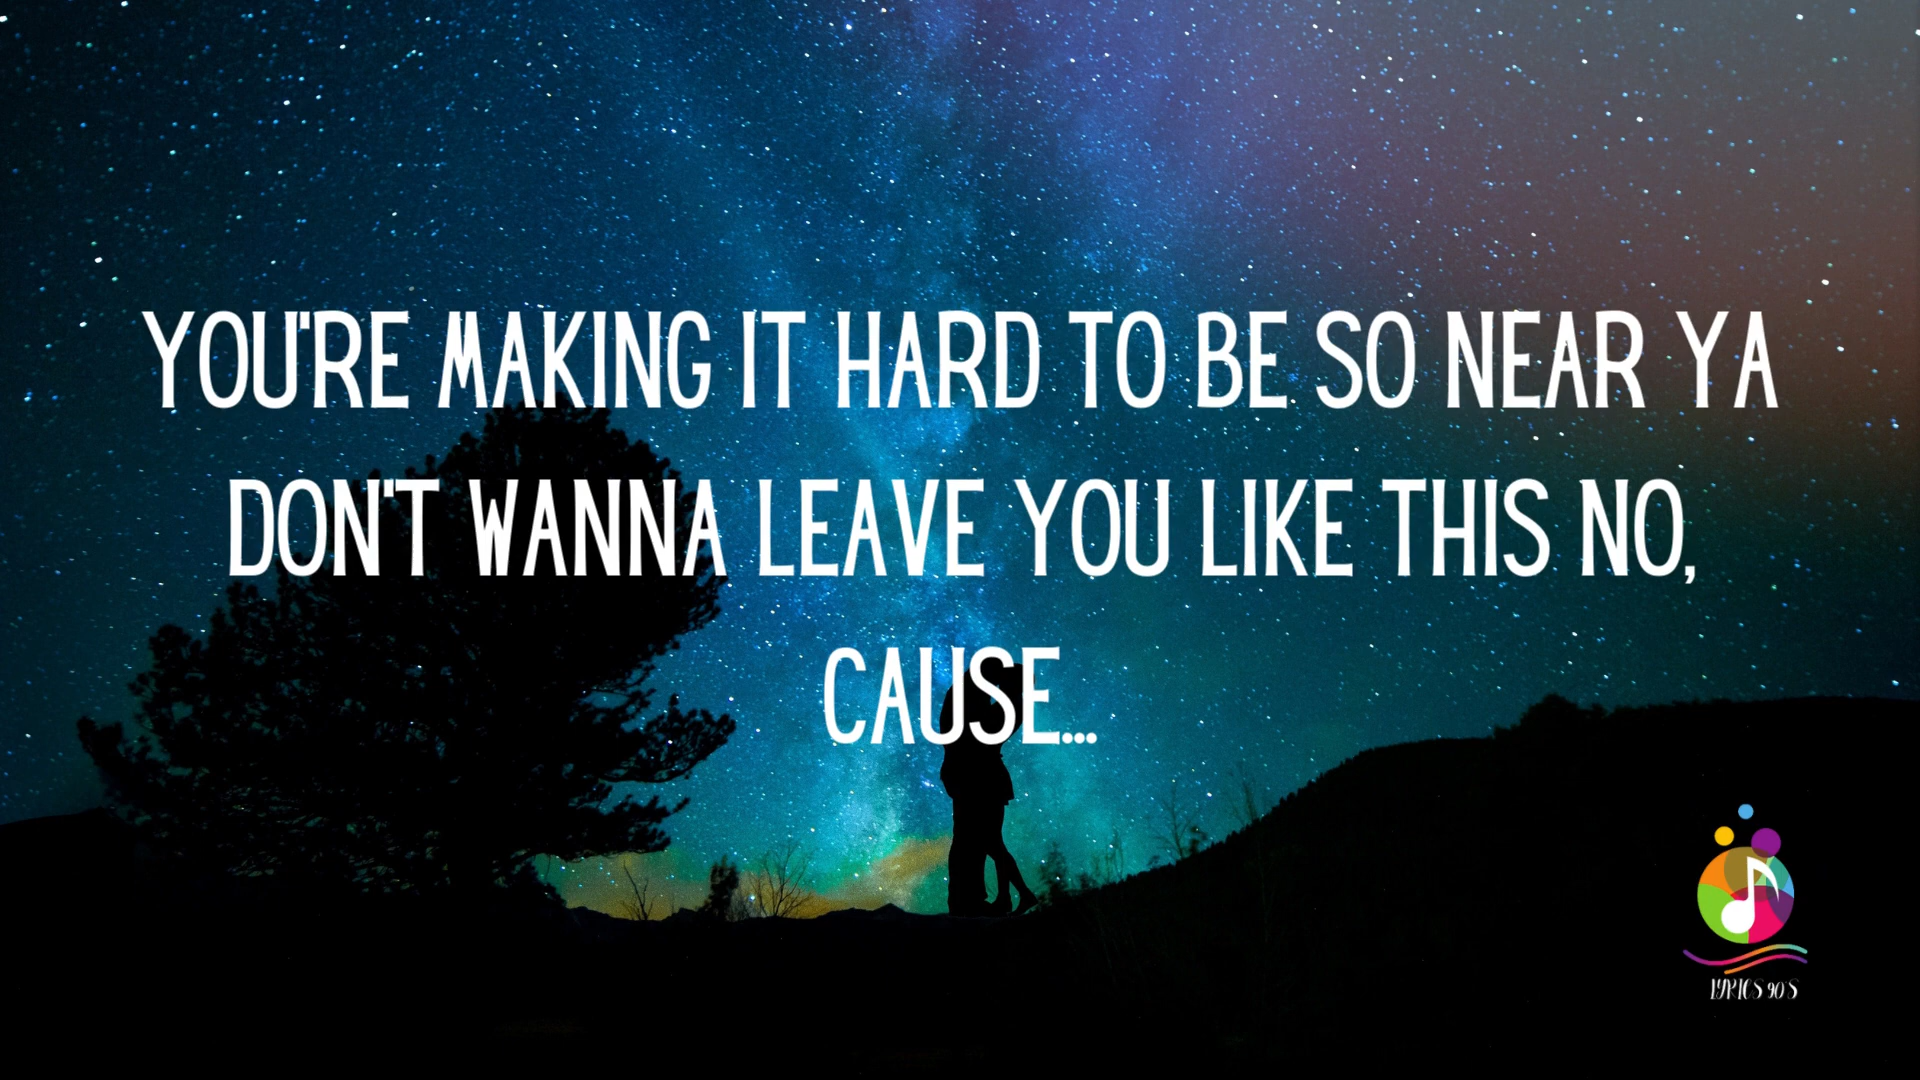 YOU'RE MAKING IT HARD TO BE SO NEAR YA
DON'T WANNA LEAVE YOU LIKE THIS NO,
CAUSE...
LYRICS 90'S